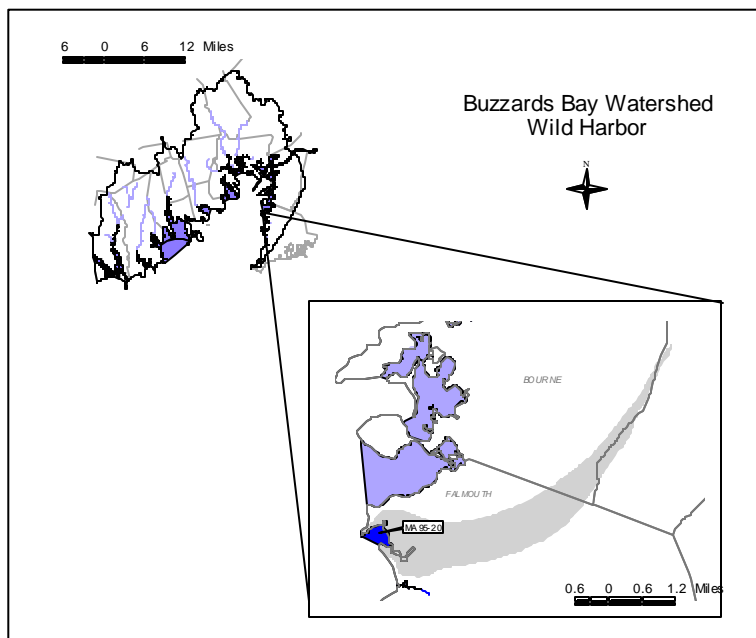 6 0 6 12 Miles
Buzzards Bay Watershed
Wild Harbor
N
BOURNE
FALMOUTH
MA95-20
0.6 0 0.6 1.2 Miles